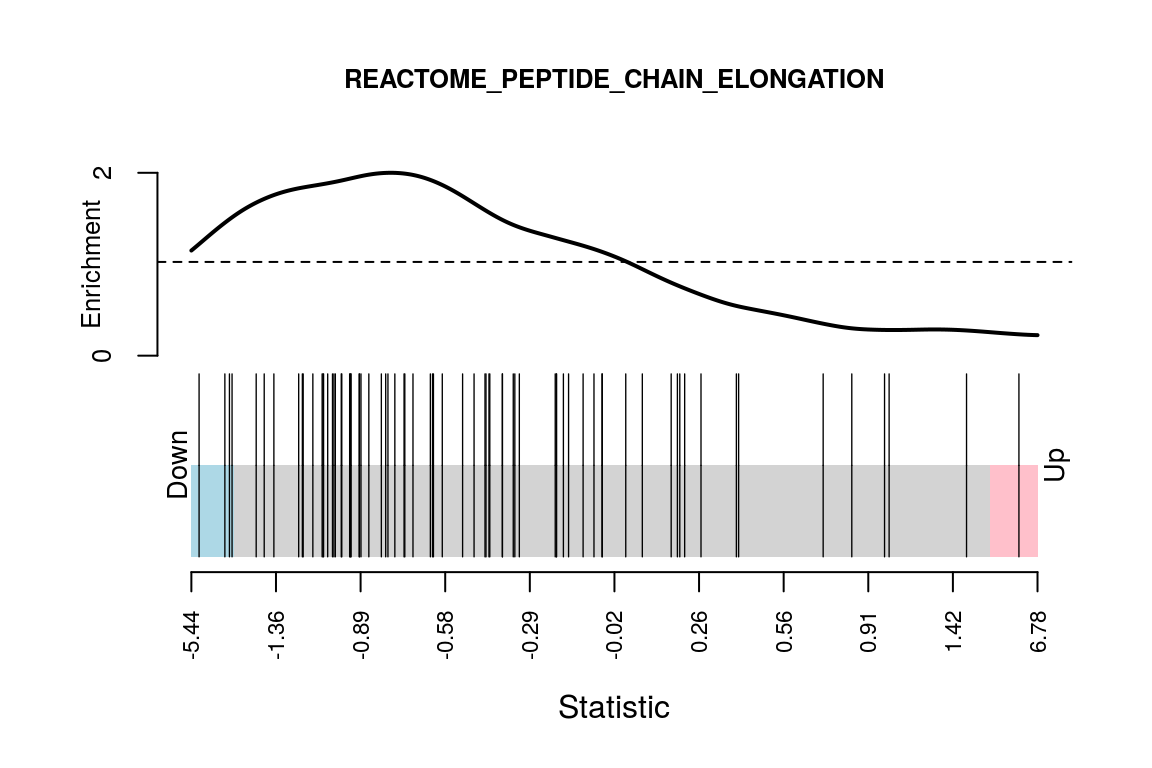 REACTOME_PEPTIDE_CHAIN_ELONGATION
Enrichment
2
0
Down
Up
-5.44 -1.36 -0.89 -0.58 -0.29 -0.02 0.26 0.56 0.91 1.42 6.78
Statistic